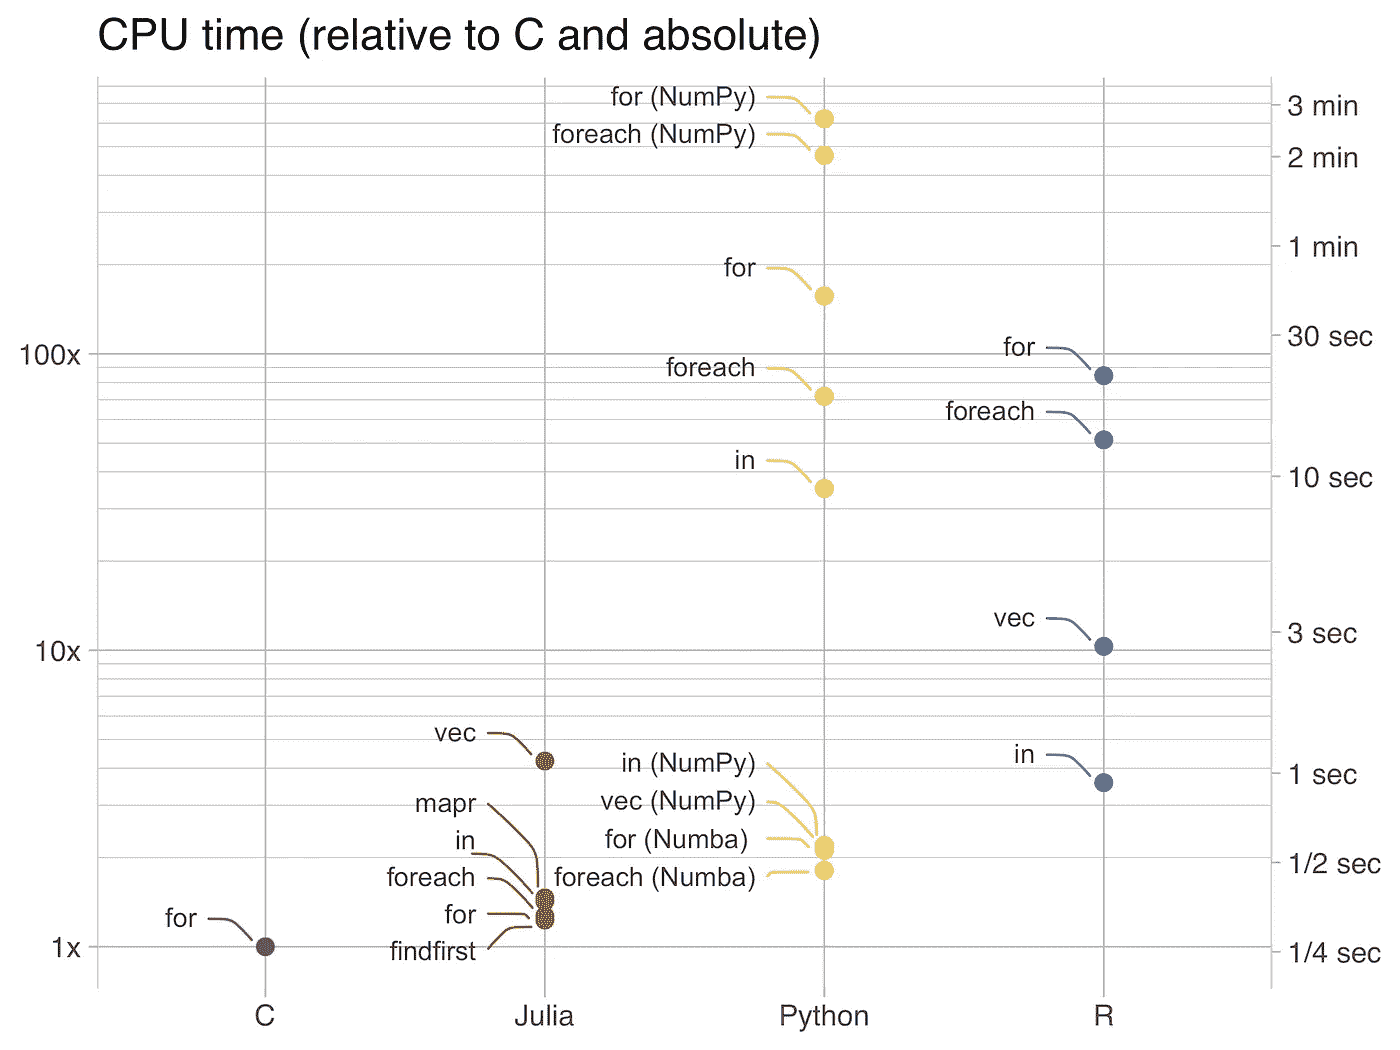 CPU time (relative to C and absolute)
for (NumPy)
3 min
foreach (NumPy)
2 min
1 min
for
30 sec
100x
for
foreach
foreach
in
10 sec
vec
3 sec
10x
vec
in
in (NumPy)
1 sec
mapr
vec (NumPy)
in
for (Numba)
1/2 sec
foreach
foreach (Numba)
for
for
findfirst
1x
1/4 sec
C
Julia
Python
R